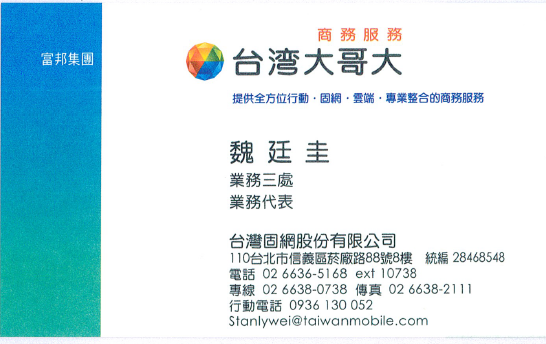 富邦集團
商務服務
台灣大哥大
提供全方位行動・固網・雲端・專業整合的商務服務
魏廷圭
業務三處
業務代表
台灣固網股份有限公司
110台北市信義區菸廠路88號8樓 統編 28468548
電話 02 6636-5168 ext 10738
專線 02 6638-0738 傳真 02 6638-2111
行動電話 0936 130 052
Stanlywei@taiwanmobile.com